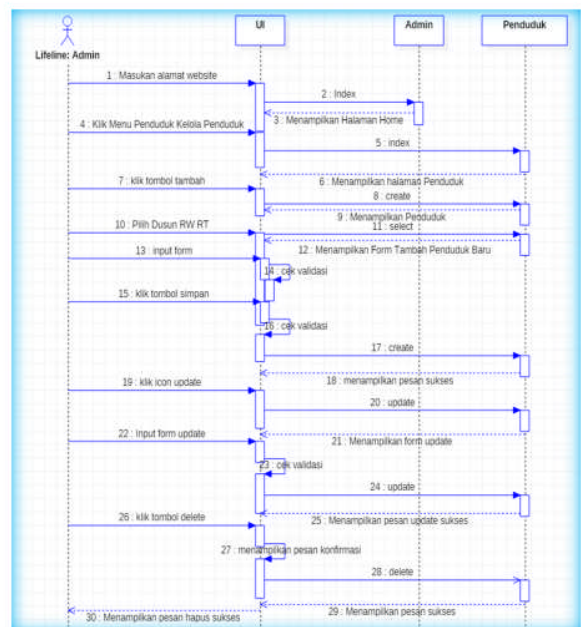 UI
Admin
Penduduk
Lifeline: Admin
1 : Masukan alamat website
2 : Index
3 : Menampilkan Halaman Home
4 : Klik Menu Penduduk Kelola Penduduk
5 : index
6 : Menampilkan halaman Penduduk
7 : klik tombol tambah
8 : create
9 : Menampilkan Penduduk
10 : Pilih Dusun RW RT
11 : select
12 : Menampilkan Form Tambah Penduduk Baru
13 : input form
14 : cek validasi
15 : klik tombol simpan
16 : cek validasi
17 : create
18 : menampilkan pesan sukses
19 : klik icon update
20 : update
21 : Menampilkan form update
22 : Input form update
23 : cek validasi
24 : update
25 : Menampilkan pesan update sukses
26 : klik tombol delete
27 : menampilkan pesan konfirmasi
28 : delete
29 : Menampilkan pesan sukses
30 : Menampilkan pesan hapus sukses